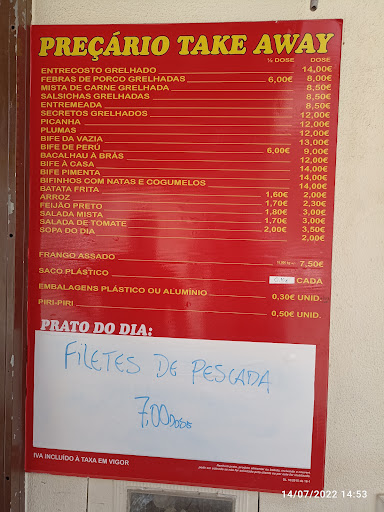 PREÇÁRIO TAKE AWAY
½ DOSE DOSE
ENTRECOSTO GRELHADO 14,00€
FEBRAS DE PORCO GRELHADAS 6,00€ 8,00€
MISTA DE CARNE GRELHADA 8,50€
SALSICHAS GRELHADAS 8,50€
ENTREMEADA 8,50€
SECRETOS GRELHADOS 12,00€
PICANHA 12,00€
PLUMAS 12,00€
BIFE DA VAZIA 13,00€
BIFE DE PERÚ 6,00€ 9,00€
BACALHAU À BRÁS 12,00€
BIFE À CASA 14,00€
BIFE PIMENTA 14,00€
BIFINHOS COM NATAS E COGUMELOS 14,00€
BATATA FRITA 1,60€ 2,00€
ARROZ 1,70€ 2,30€
FEIJÃO PRETO 1,80€ 3,00€
SALADA MISTA 1,70€ 3,00€
SALADA DE TOMATE 2,00€ 3,50€
SOPA DO DIA 2,00€
FRANGO ASSADO 7,50€
SACO PLÁSTICO CADA
EMBALAGENS PLÁSTICO OU ALUMÍNIO 0,30€ UNID.
PIRI-PIRI 0,50€ UNID.
PRATO DO DIA:
FILETES DE PESCADA
7,00 DOSE
IVA INCLUÍDO À TAXA EM VIGOR
14/07/2022 14:53